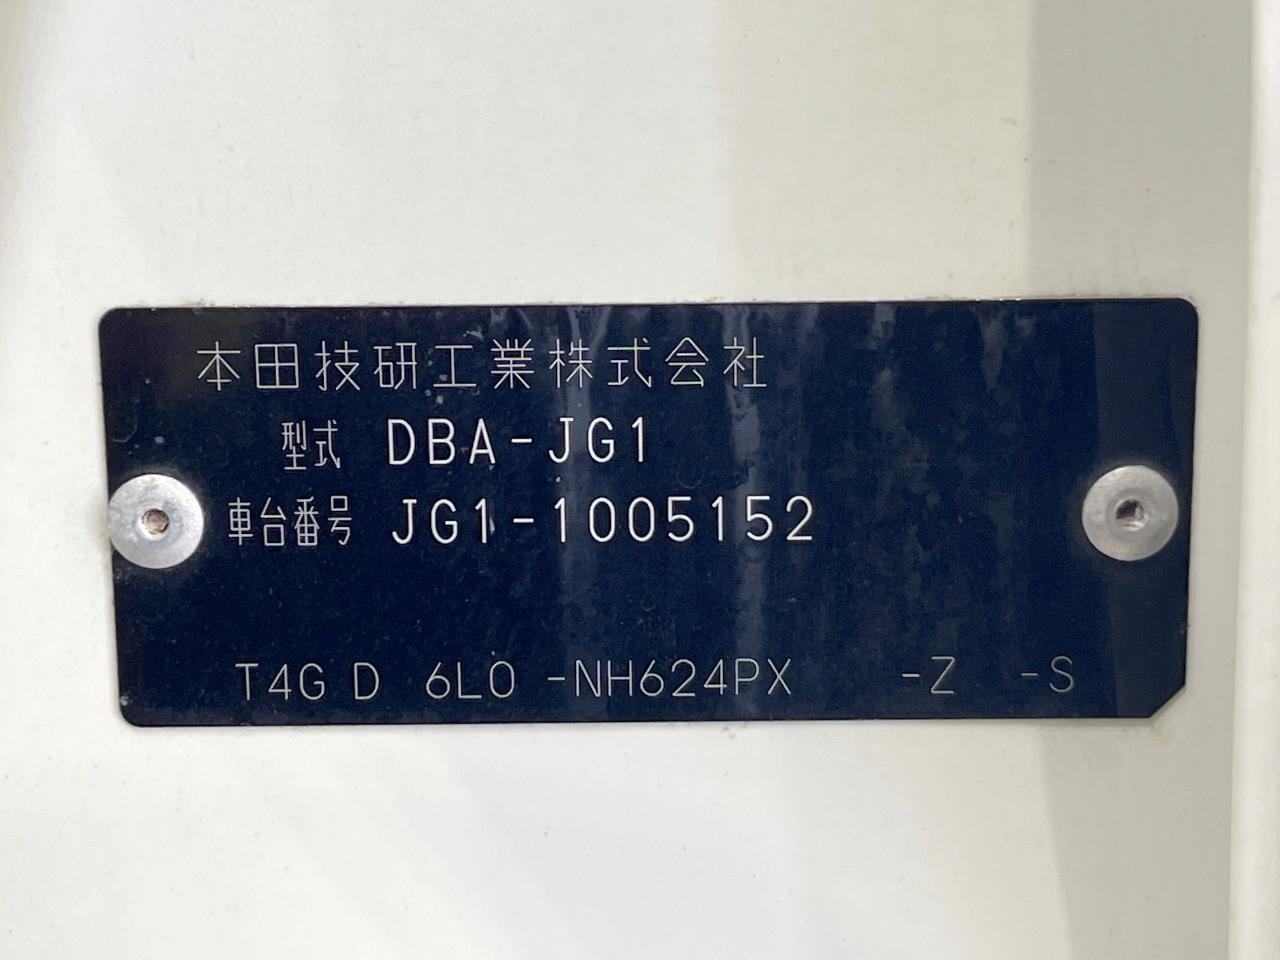 本田技研工業株式会社
型式 DBA-JG1
車台番号 JG1-1005152
T4G D 6L0 -NH624PX -Z -S